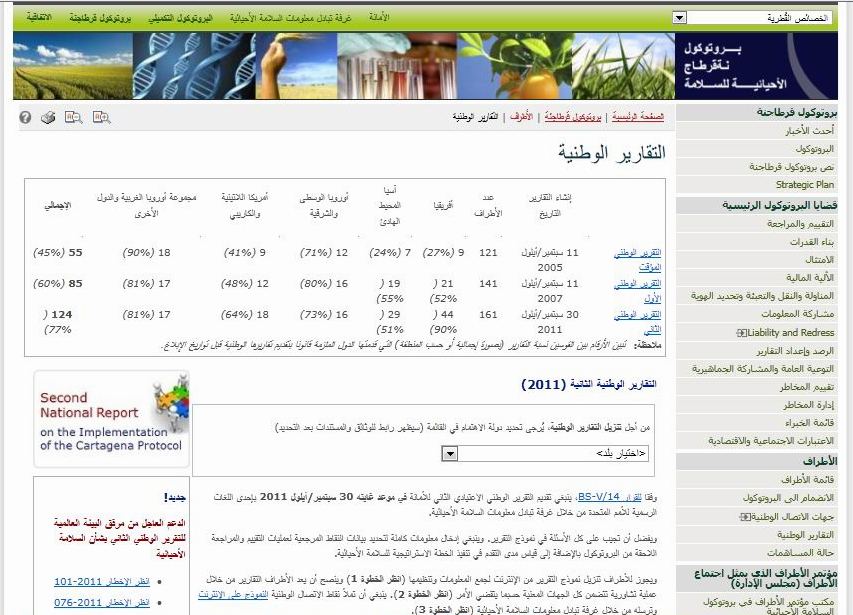 الخصائص القُطرية
الأمانة غرفة تبادل معلومات السلامة الأحيائية البروتوكول التكميلي بروتوكول قرطاجنة الاتفاقية
الصفحة الرئيسية | بروتوكول قرطاجنة | الأطراف | التقارير الوطنية
التقارير الوطنية
إنشاء التقارير التاريخ عدد الأطراف أفريقيا آسيا المحيط الهادئ أوروبا الوسطى والشرقية أمريكا اللاتينية والكاريبي مجموعة أوروبا الغربية والدول الأخرى الإجمالي
التقرير الوطني المؤقت 11 سبتمبر/أيلول 2005 121 9 (27%) 7 (24%) 12 (71%) 9 (41%) 18 (90%) 55 (45%)
التقرير الوطني الأول 11 سبتمبر/أيلول 2007 141 21 (52%) 19 (55%) 16 (80%) 12 (48%) 17 (81%) 85 (60%)
التقرير الوطني الثاني 30 سبتمبر/أيلول 2011 161 44 (90%) 29 (51%) 16 (73%) 18 (64%) 17 (81%) 124 (77%)
ملاحظة: تُبين الأرقام بين القوسين نسبة التقارير (بصورة إجمالية أو حسب المنطقة) التي قدمتها الدول الملزمة قانونا بتقديم تقاريرها الوطنية قبل تواريخ الإبلاغ.
التقارير الوطنية الثانية (2011)
من أجل تنزيل التقارير الوطنية، يُرجى تحديد دولة الاهتمام في القائمة (سيظهر رابط للوثائق والمستندات بعد التحديد)
<اختيار بلد>
وفقا للقرار BS-V/14، ينبغي تقديم التقرير الوطني الاعتيادي الثاني للأمانة في موعد غايته 30 سبتمبر/أيلول 2011 بإحدى اللغات
الرسمية للأمم المتحدة من خلال غرفة تبادل معلومات السلامة الأحيائية.
ويفضل أن تجيب على كل الأسئلة في نموذج التقرير. وينبغي إدخال معلومات كاملة لتحديد بيانات النقاط المرجعية لعمليات التقييم والمراجعة
اللاحقة من البروتوكول بالإضافة إلى قياس مدى التقدم في تنفيذ الخطة الاستراتيجية للسلامة الأحيائية.
ويجوز للأطراف تنزيل نموذج التقرير من الإنترنت لجمع المعلومات وتنظيمها (انظر الخطوة 1) وينصح أن يعد الأطراف التقارير من خلال
عملية تشاورية تتضمن كل الجهات المعنية حسبما يقتضي الأمر (انظر الخطوة 2). ينبغي أن تملأ نقاط الاتصال الوطنية النموذج على الإنترنت
وترسله من خلال غرفة تبادل معلومات السلامة الأحيائية (انظر الخطوة 3).
Second
National Report
on the Implementation
of the Cartagena Protocol
جديد!
الدعم العاجل من مرفق البيئة العالمية
للتقرير الوطني الثاني بشأن السلامة
الأحيائية
انظر الإخطار 2011-101
انظر الإخطار 2011-076
بـــروتوكول
الأحيائيــــة للســـلامة
بروتوكول قرطاجنة
أحدث الأخبار
البروتوكول
نص بروتوكول قرطاجنة
Strategic Plan
قضايا البروتوكول الرئيسية
التقييم والمراجعة
بناء القدرات
الامتثال
الآلية المالية
المناولة والنقل والتعبئة وتحديد الهوية
مشاركة المعلومات
Liability and Redress
الرصد وإعداد التقارير
التوعية العامة والمشاركة الجماهيرية
تقييم المخاطر
إدارة المخاطر
قائمة الخبراء
الاعتبارات الاجتماعية والاقتصادية
الأطراف
قائمة الأطراف
الانضمام الى البروتوكول
جهات الاتصال الوطنية
التقارير الوطنية
حالة المساهمات
مؤتمر الأطراف الذي يمثل اجتماع
الأطراف (مجلس الإدارة)
مكتب مؤتمر الأطراف في بروتوكول
السلامة الأحيائية